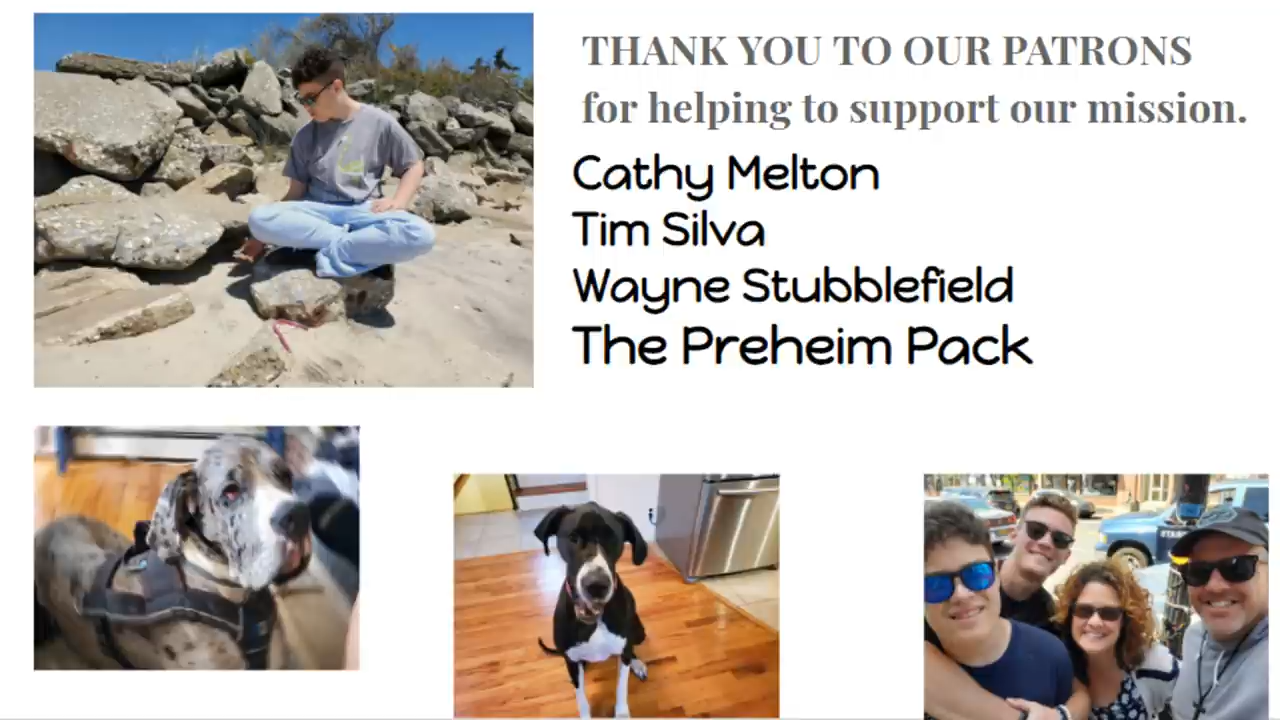 THANK YOU TO OUR PATRONS
for helping to support our mission.
Cathy Melton
Tim Silva
Wayne Stubblefield
The Preheim Pack